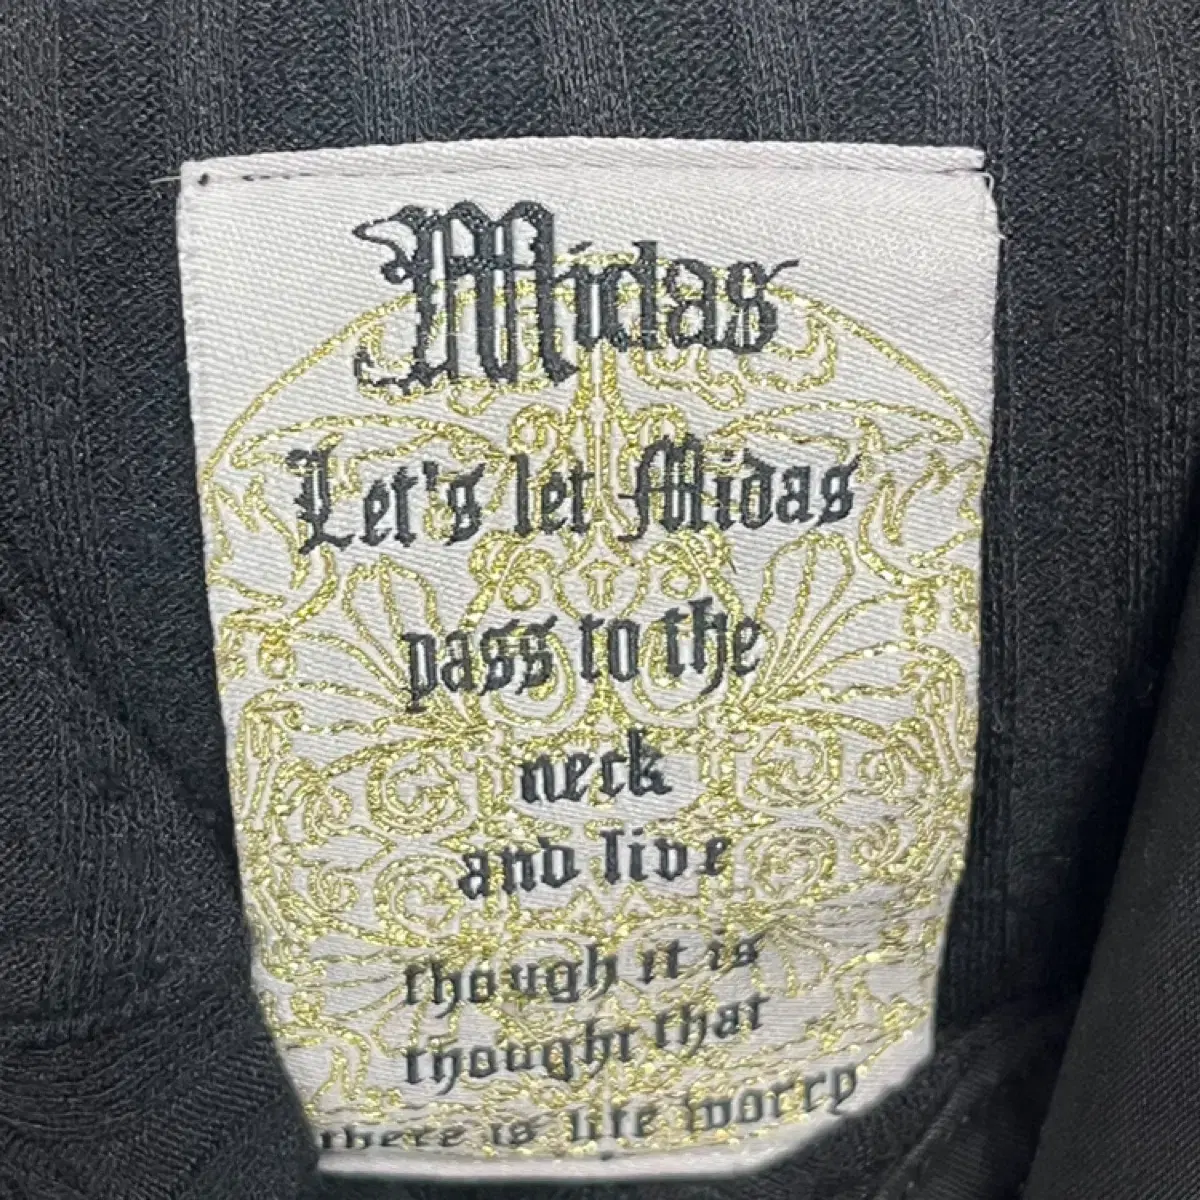 Midas
Let's let Midas
pass to the
neck
and live
though it is
thought that
there is life worry